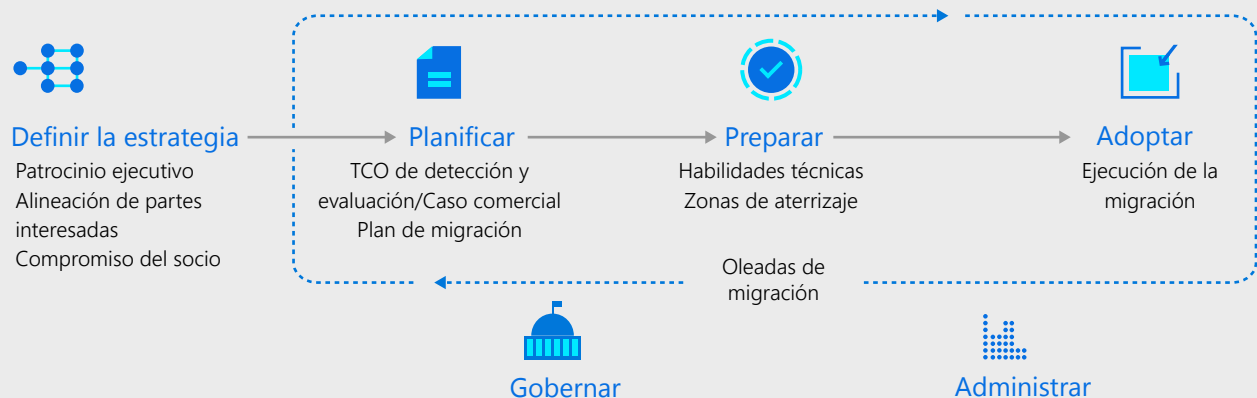 Definir la estrategia
Patrocinio ejecutivo
Alineación de partes
interesadas
Compromiso del socio
Planificar
TCO de detección y
evaluación/Caso comercial
Plan de migración
Preparar
Habilidades técnicas
Zonas de aterrizaje
Adoptar
Ejecución de la
migración
Oleadas de
migración
Gobernar
Administrar